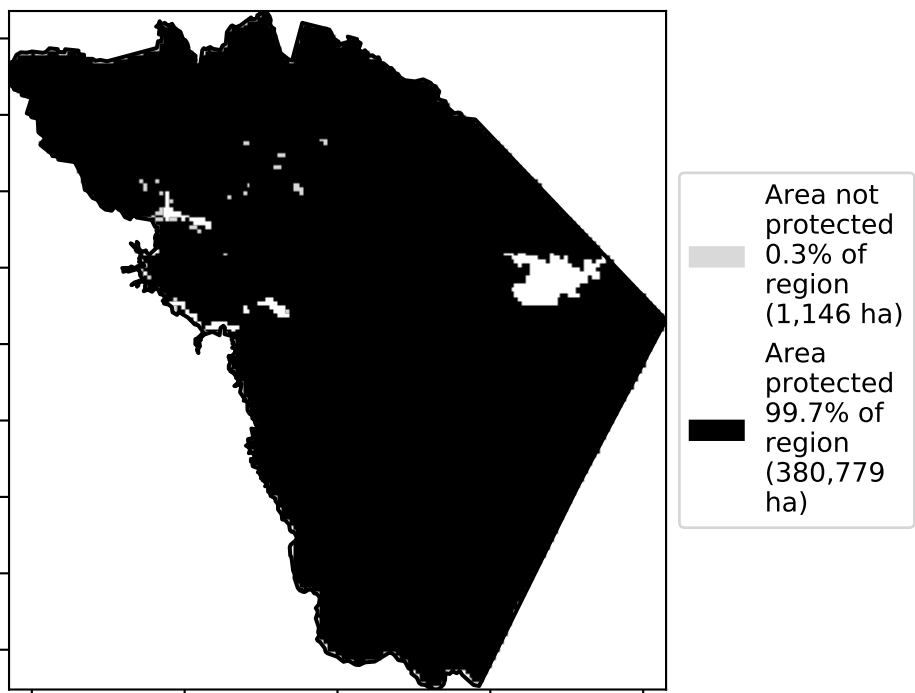 Area not
protected
0.3% of
region
(1,146 ha)
Area
protected
99.7% of
region
(380,779
ha)